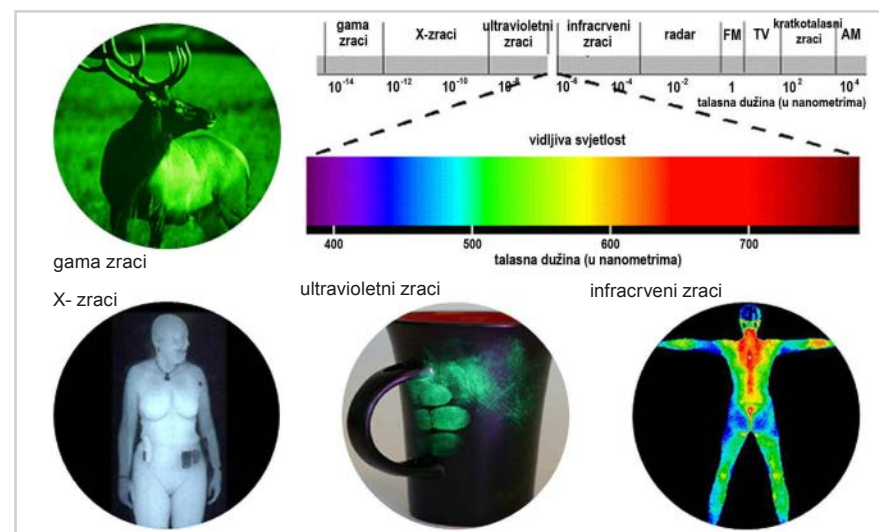 gama zraci
X-zraci
ultravioletni zraci
infracrveni zraci
radar
FM
TV
kratkotalasni zraci
AM
10⁻¹⁴ 10⁻¹² 10⁻¹⁰ 10⁻⁸ 10⁻⁶ 10⁻⁴ 10⁻² 1 10² 10⁴
talasna dužina (u nanometrima)
vidljiva svjetlost
400 500 600 700
talasna dužina (u nanometrima)
gama zraci
X- zraci
ultravioletni zraci
infracrveni zraci